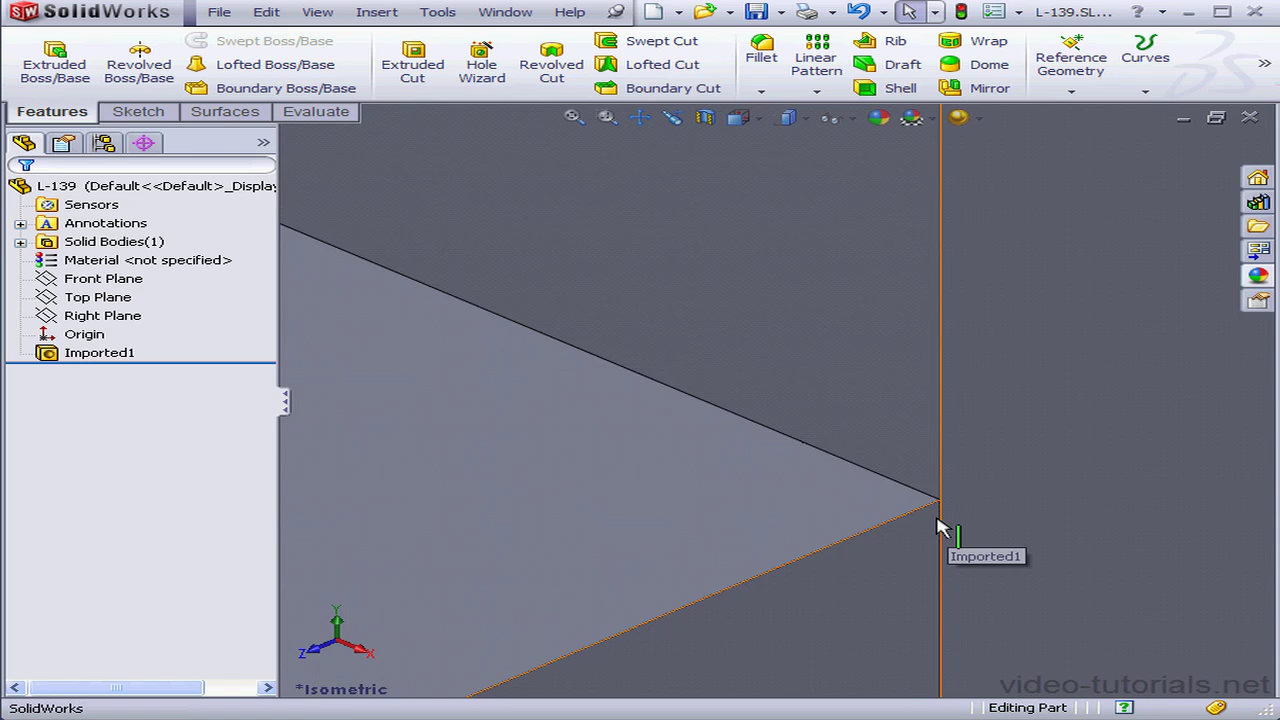 SolidWorks File Edit View Insert Tools Window Help L-139.SL...
Extruded Boss/Base
Revolved Boss/Base
Swept Boss/Base
Lofted Boss/Base
Boundary Boss/Base
Extruded Cut
Hole Wizard
Revolved Cut
Swept Cut
Lofted Cut
Boundary Cut
Fillet
Linear Pattern
Rib
Draft
Shell
Wrap
Dome
Mirror
Reference Geometry
Curves
Features Sketch Surfaces Evaluate
L-139 (Default<<Default>_Displa
Sensors
Annotations
Solid Bodies(1)
Material <not specified>
Front Plane
Top Plane
Right Plane
Origin
Imported1
Imported1
Y
Z X
*Isometric
video-tutorials.net
SolidWorks Editing Part